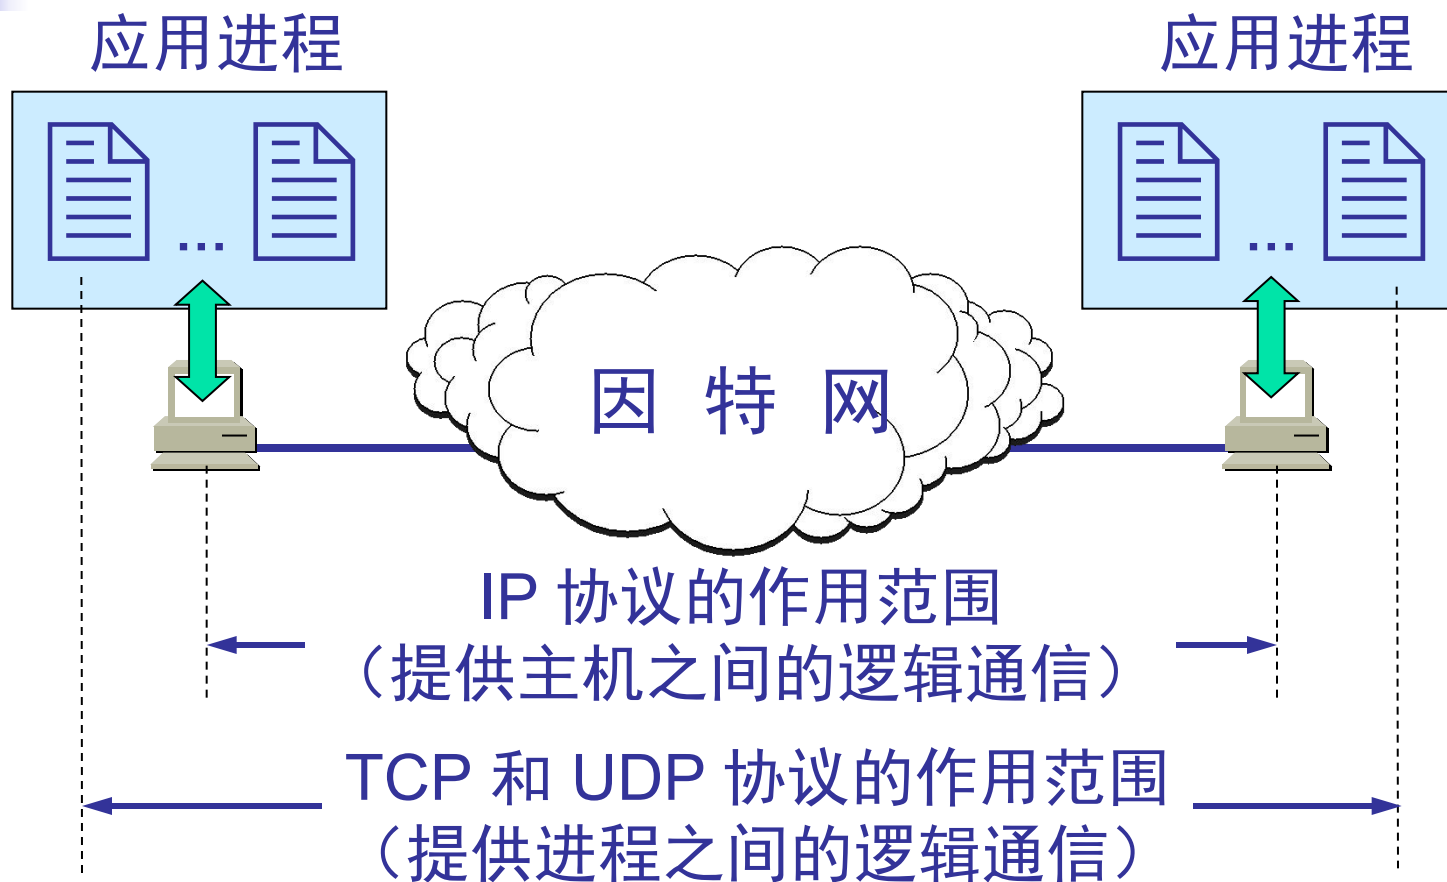 应用进程
应用进程
…
…
因 特 网
IP 协议的作用范围
（提供主机之间的逻辑通信）
TCP 和 UDP 协议的作用范围
（提供进程之间的逻辑通信）